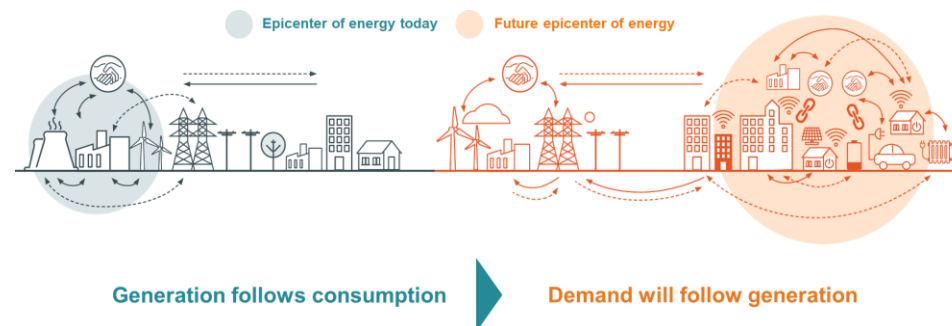 Epicenter of energy today
Future epicenter of energy
Generation follows consumption
Demand will follow generation